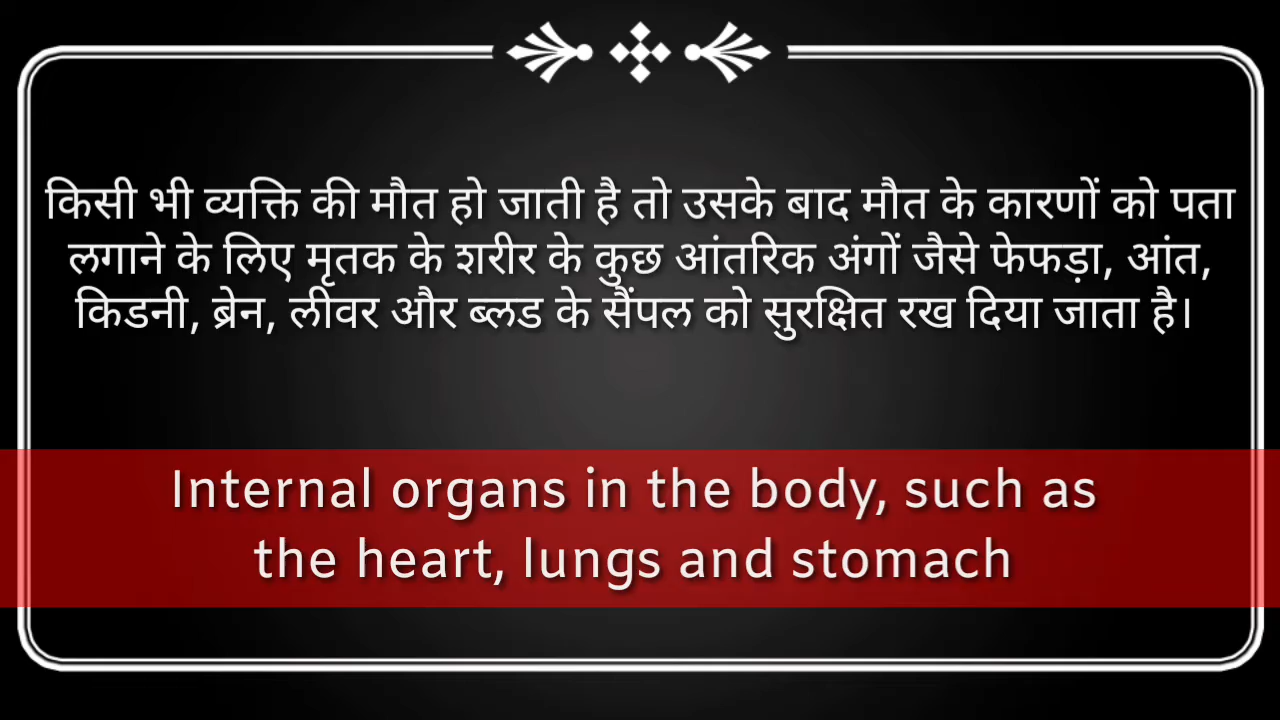 किसी भी व्यक्ति की मौत हो जाती है तो उसके बाद मौत के कारणों को पता
लगाने के लिए मृतक के शरीर के कुछ आंतरिक अंगों जैसे फेफड़ा, आंत,
किडनी, ब्रेन, लीवर और ब्लड के सैंपल को सुरक्षित रख दिया जाता है।
Internal organs in the body, such as
the heart, lungs and stomach